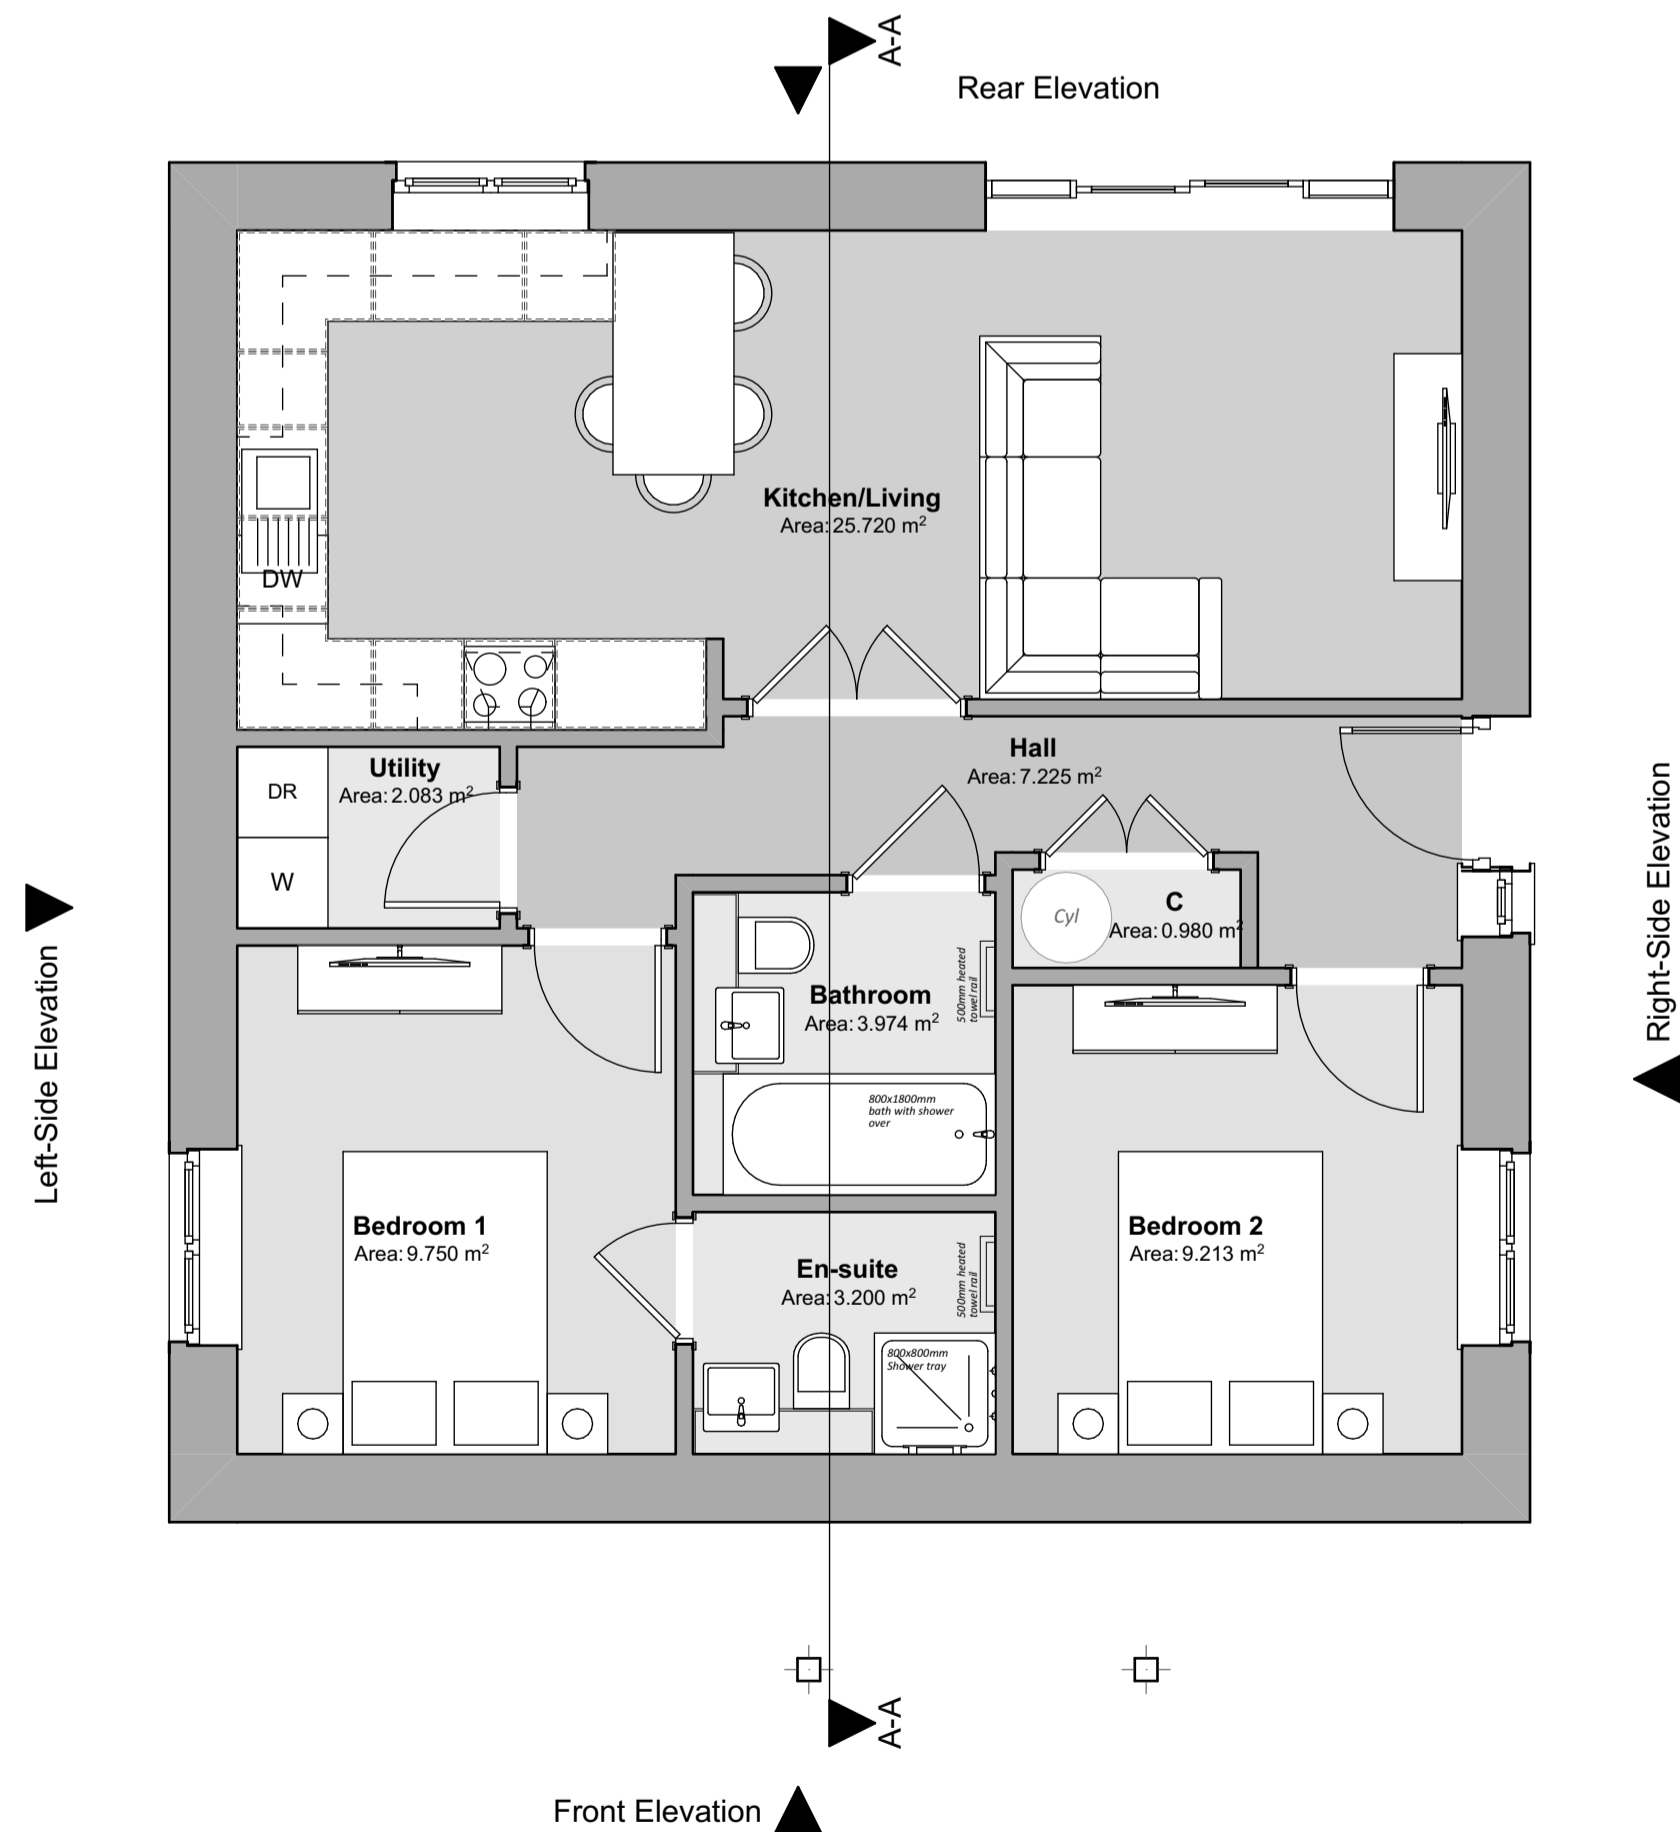 A-A
Rear Elevation
Kitchen/Living
Area: 25.720 m²
DW
Hall
Area: 7.225 m²
Utility
Area: 2.083 m²
DR
W
Cyl
C
Area: 0.980 m²
Left-Side Elevation
Right-Side Elevation
Bathroom
Area: 3.974 m²
500mm heated
towel rail
800x1800mm
bath with shower
over
Bedroom 1
Area: 9.750 m²
Bedroom 2
Area: 9.213 m²
En-suite
Area: 3.200 m²
500mm heated
towel rail
800x800mm
Shower tray
A-A
Front Elevation